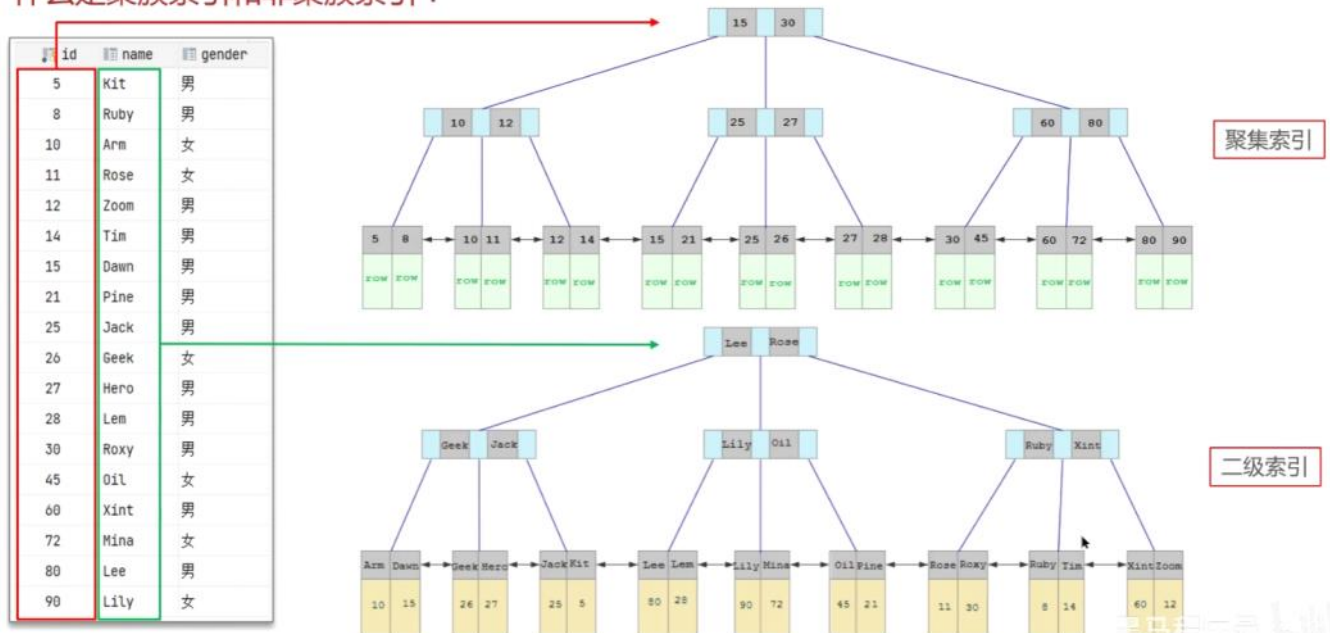 id name gender
5 Kit 男
8 Ruby 男
10 Arm 女
11 Rose 女
12 Zoom 男
14 Tim 男
15 Dawn 男
21 Pine 男
25 Jack 男
26 Geek 女
27 Hero 男
28 Lem 男
30 Roxy 男
45 Oil 女
60 Xint 男
72 Mina 女
80 Lee 男
90 Lily 女
15 30
10 12 25 27 60 80
聚集索引
5 8 10 11 12 14 15 21 25 26 27 28 30 45 60 72 80 90
row row row row row row row row row row row row row row row row row row
Lee Rose
Geek Jack Lily Oil Ruby Xint
二级索引
Arm Dawn Geek Hero Jack Kit Lee Lem Lily Mina Oil Pine Rose Roxy Ruby Tim Xint Zoom
10 15 26 27 25 5 80 28 90 72 45 21 11 30 8 14 60 12